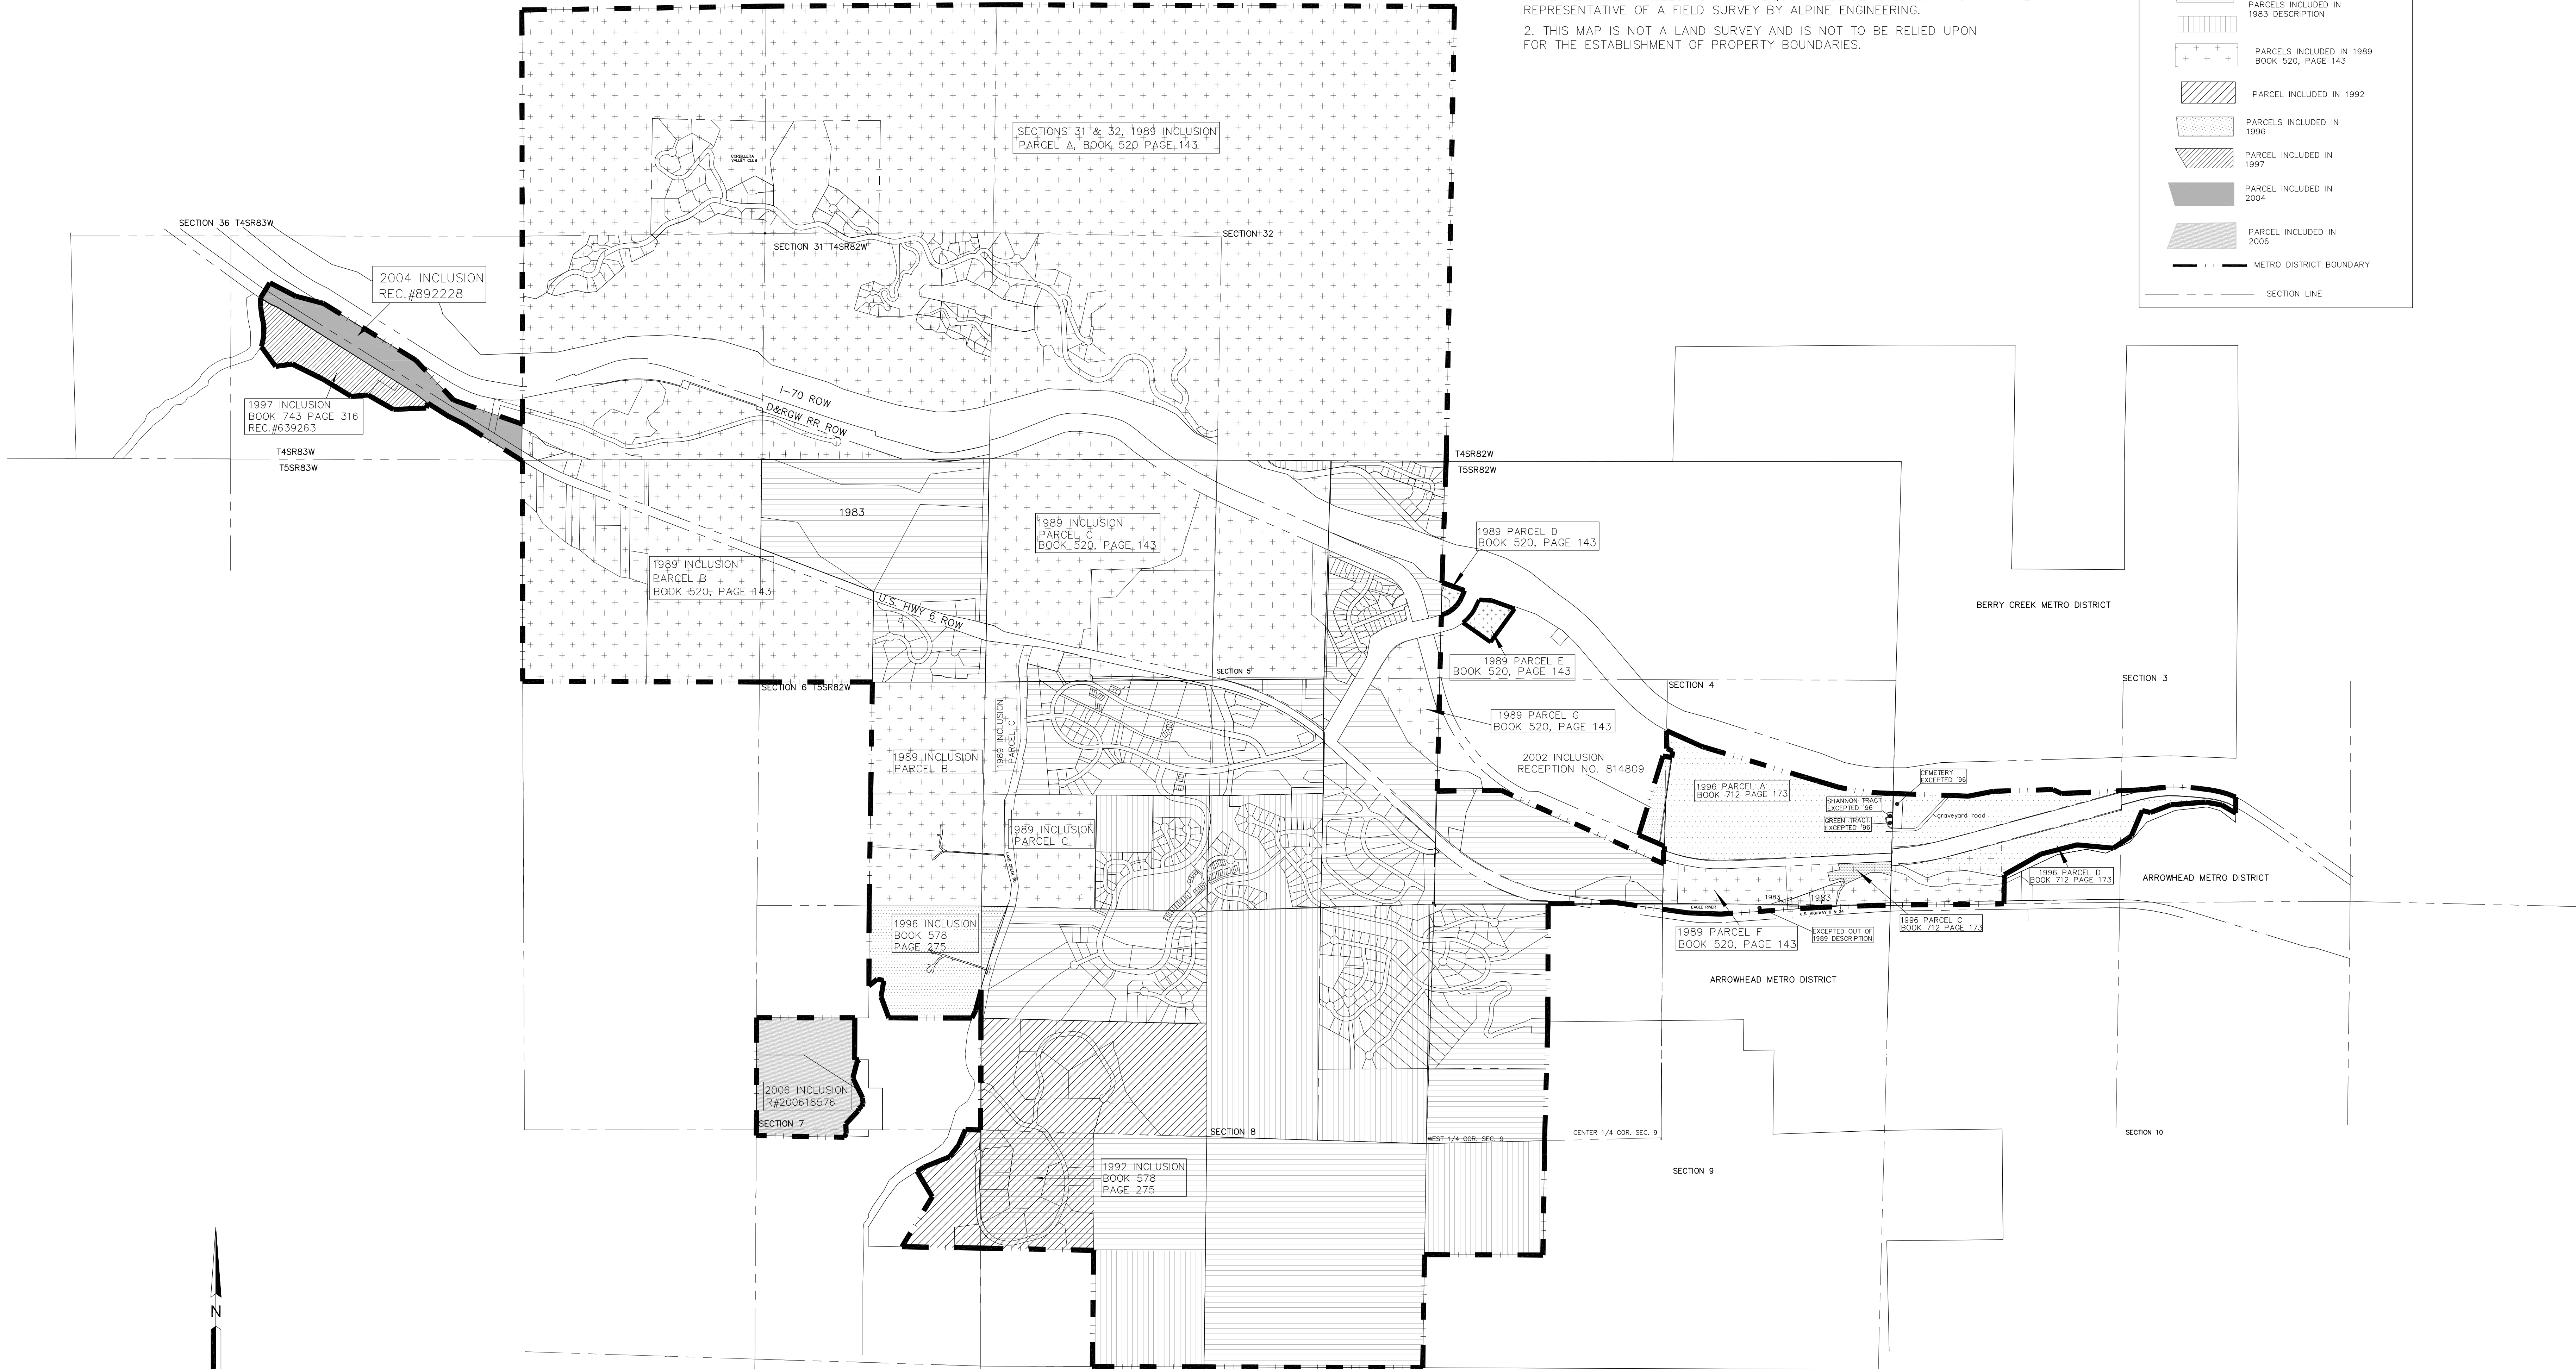 REPRESENTATIVE OF A FIELD SURVEY BY ALPINE ENGINEERING.
2. THIS MAP IS NOT A LAND SURVEY AND IS NOT TO BE RELIED UPON
FOR THE ESTABLISHMENT OF PROPERTY BOUNDARIES.
PARCELS INCLUDED IN
1983 DESCRIPTION
PARCELS INCLUDED IN 1989
BOOK 520, PAGE 143
PARCEL INCLUDED IN 1992
PARCELS INCLUDED IN
1996
PARCEL INCLUDED IN
1997
PARCEL INCLUDED IN
2004
PARCEL INCLUDED IN
2006
METRO DISTRICT BOUNDARY
SECTION LINE
SECTIONS 31 & 32, 1989 INCLUSION
PARCEL A, BOOK 520 PAGE 143
CORDILLERA
VALLEY CLUB
SECTION 36 T4SR83W
SECTION 31 T4SR82W
SECTION 32
2004 INCLUSION
REC.#892228
1997 INCLUSION
BOOK 743 PAGE 316
REC.#639263
I-70 ROW
D&RGW RR ROW
T4SR83W
T5SR83W
T4SR82W
T5SR82W
1983
1989 INCLUSION
PARCEL C
BOOK 520, PAGE 143
1989 PARCEL D
BOOK 520, PAGE 143
1989 INCLUSION
PARCEL B
BOOK 520, PAGE 143
U.S. HWY 6 ROW
BERRY CREEK METRO DISTRICT
1989 PARCEL E
BOOK 520, PAGE 143
SECTION 5
SECTION 6 T5SR82W
SECTION 4
SECTION 3
1989 PARCEL G
BOOK 520, PAGE 143
1989 INCLUSION
PARCEL C
1989 INCLUSION
PARCEL B
2002 INCLUSION
RECEPTION NO. 814809
1996 PARCEL A
BOOK 712 PAGE 173
CEMETERY
EXCEPTED '96
SHANNON TRACT
EXCEPTED '96
GREEN TRACT
EXCEPTED '96
graveyard road
1989 INCLUSION
PARCEL C
LAKE CREEK RD
1996 PARCEL D
BOOK 712 PAGE 173
ARROWHEAD METRO DISTRICT
1983
1983
EAGLE RIVER
U.S. HIGHWAY 6 & 24
1996 INCLUSION
BOOK 578
PAGE 275
1989 PARCEL F
BOOK 520, PAGE 143
EXCEPTED OUT OF
1989 DESCRIPTION
1996 PARCEL C
BOOK 712 PAGE 173
ARROWHEAD METRO DISTRICT
2006 INCLUSION
R#200618576
SECTION 7
SECTION 8
WEST 1/4 COR. SEC. 9
CENTER 1/4 COR. SEC. 9
SECTION 10
SECTION 9
1992 INCLUSION
BOOK 578
PAGE 275
N